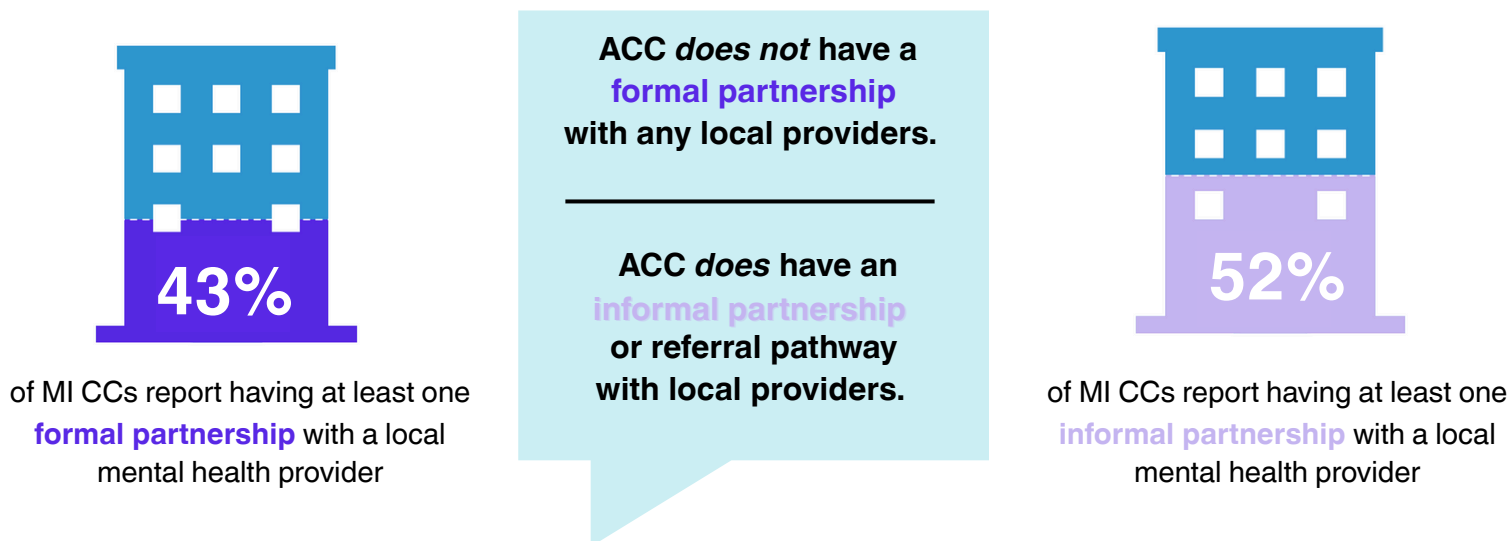 43%
of MI CCs report having at least one
formal partnership with a local
mental health provider
ACC does not have a
formal partnership
with any local providers.
ACC does have an
informal partnership
or referral pathway
with local providers.
52%
of MI CCs report having at least one
informal partnership with a local
mental health provider